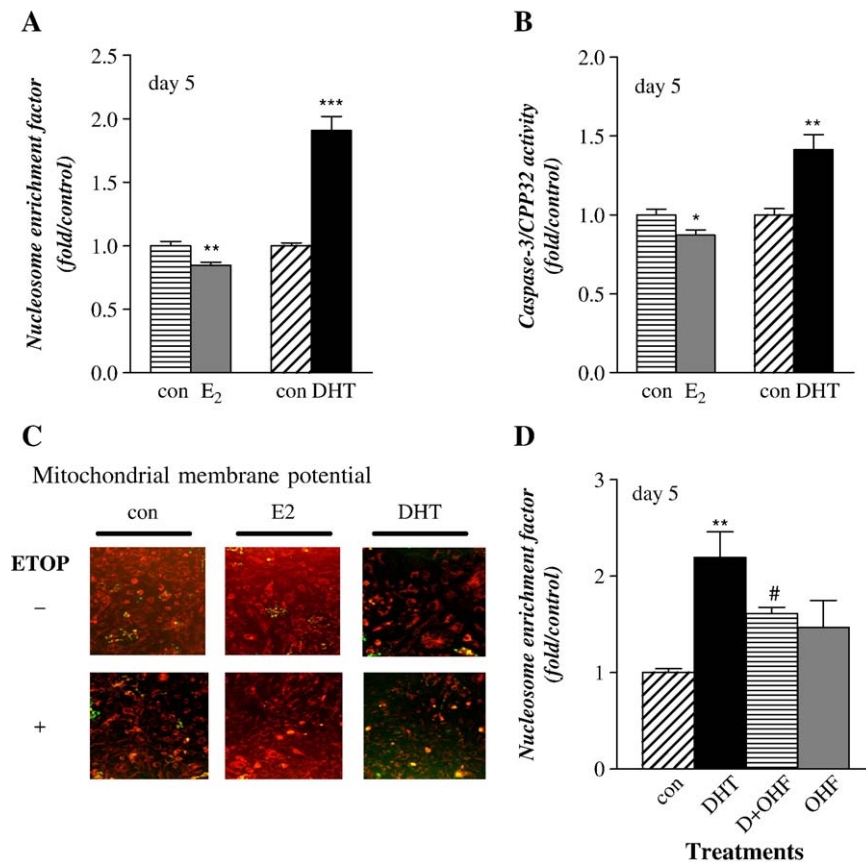 A
Nucleosome enrichment factor
(fold/control)
2.5
2.0
1.5
1.0
0.5
0.0
day 5
**
***
con E2
con DHT
B
Caspase-3/CPP32 activity
(fold/control)
2.0
1.5
1.0
0.5
0.0
day 5
*
**
con E2
con DHT
C
Mitochondrial membrane potential
con E2 DHT
ETOP
−
+
D
Nucleosome enrichment factor
(fold/control)
3
2
1
0
day 5
**
#
con
DHT
D+OHF
OHF
Treatments